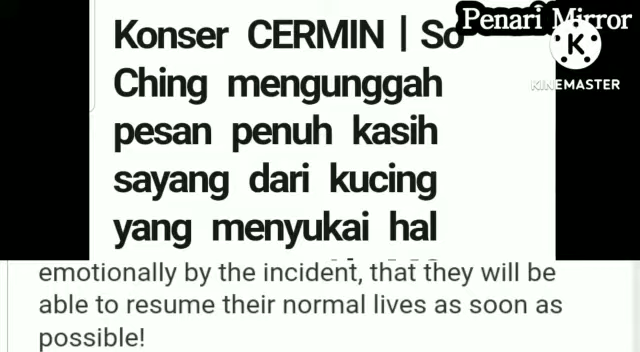 Penari Mirror
KINEMASTER
Konser CERMIN | So
Ching mengunggah
pesan penuh kasih
sayang dari kucing
yang menyukai hal
emotionally by the incident, that they will be
able to resume their normal lives as soon as
possible!